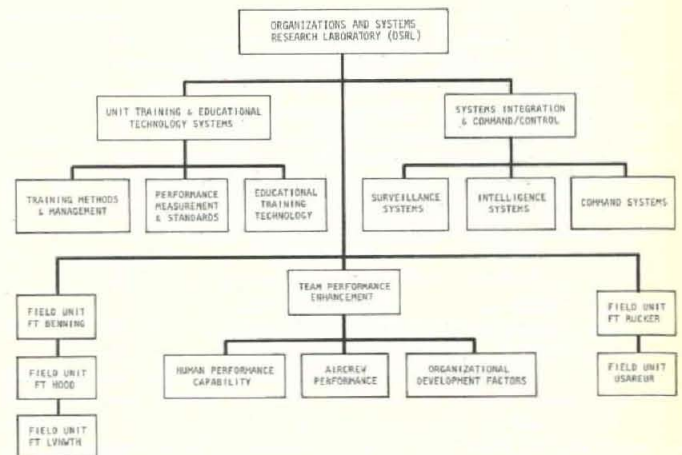 ORGANIZATIONS AND SYSTEMS
RESEARCH LABORATORY (OSRL)
UNIT TRAINING & EDUCATIONAL
TECHNOLOGY SYSTEMS
SYSTEMS INTEGRATION
& COMMAND/CONTROL
TRAINING METHODS
& MANAGEMENT
PERFORMANCE
MEASUREMENT
& STANDARDS
EDUCATIONAL
TRAINING
TECHNOLOGY
SURVEILLANCE
SYSTEMS
INTELLIGENCE
SYSTEMS
COMMAND SYSTEMS
FIELD UNIT
FT BENNING
TEAM PERFORMANCE
ENHANCEMENT
FIELD UNIT
FT RUCKER
FIELD UNIT
FT HOOD
HUMAN PERFORMANCE
CAPABILITY
AIRCREW
PERFORMANCE
ORGANIZATIONAL
DEVELOPMENT FACTORS
FIELD UNIT
USAREUR
FIELD UNIT
FT LVNWTH